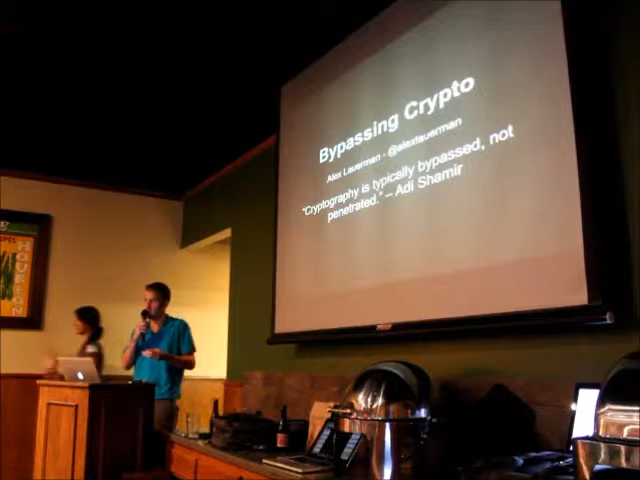 Bypassing Crypto
Alex Lauerman - @alexlauerman
"Cryptography is typically bypassed, not
penetrated." – Adi Shamir